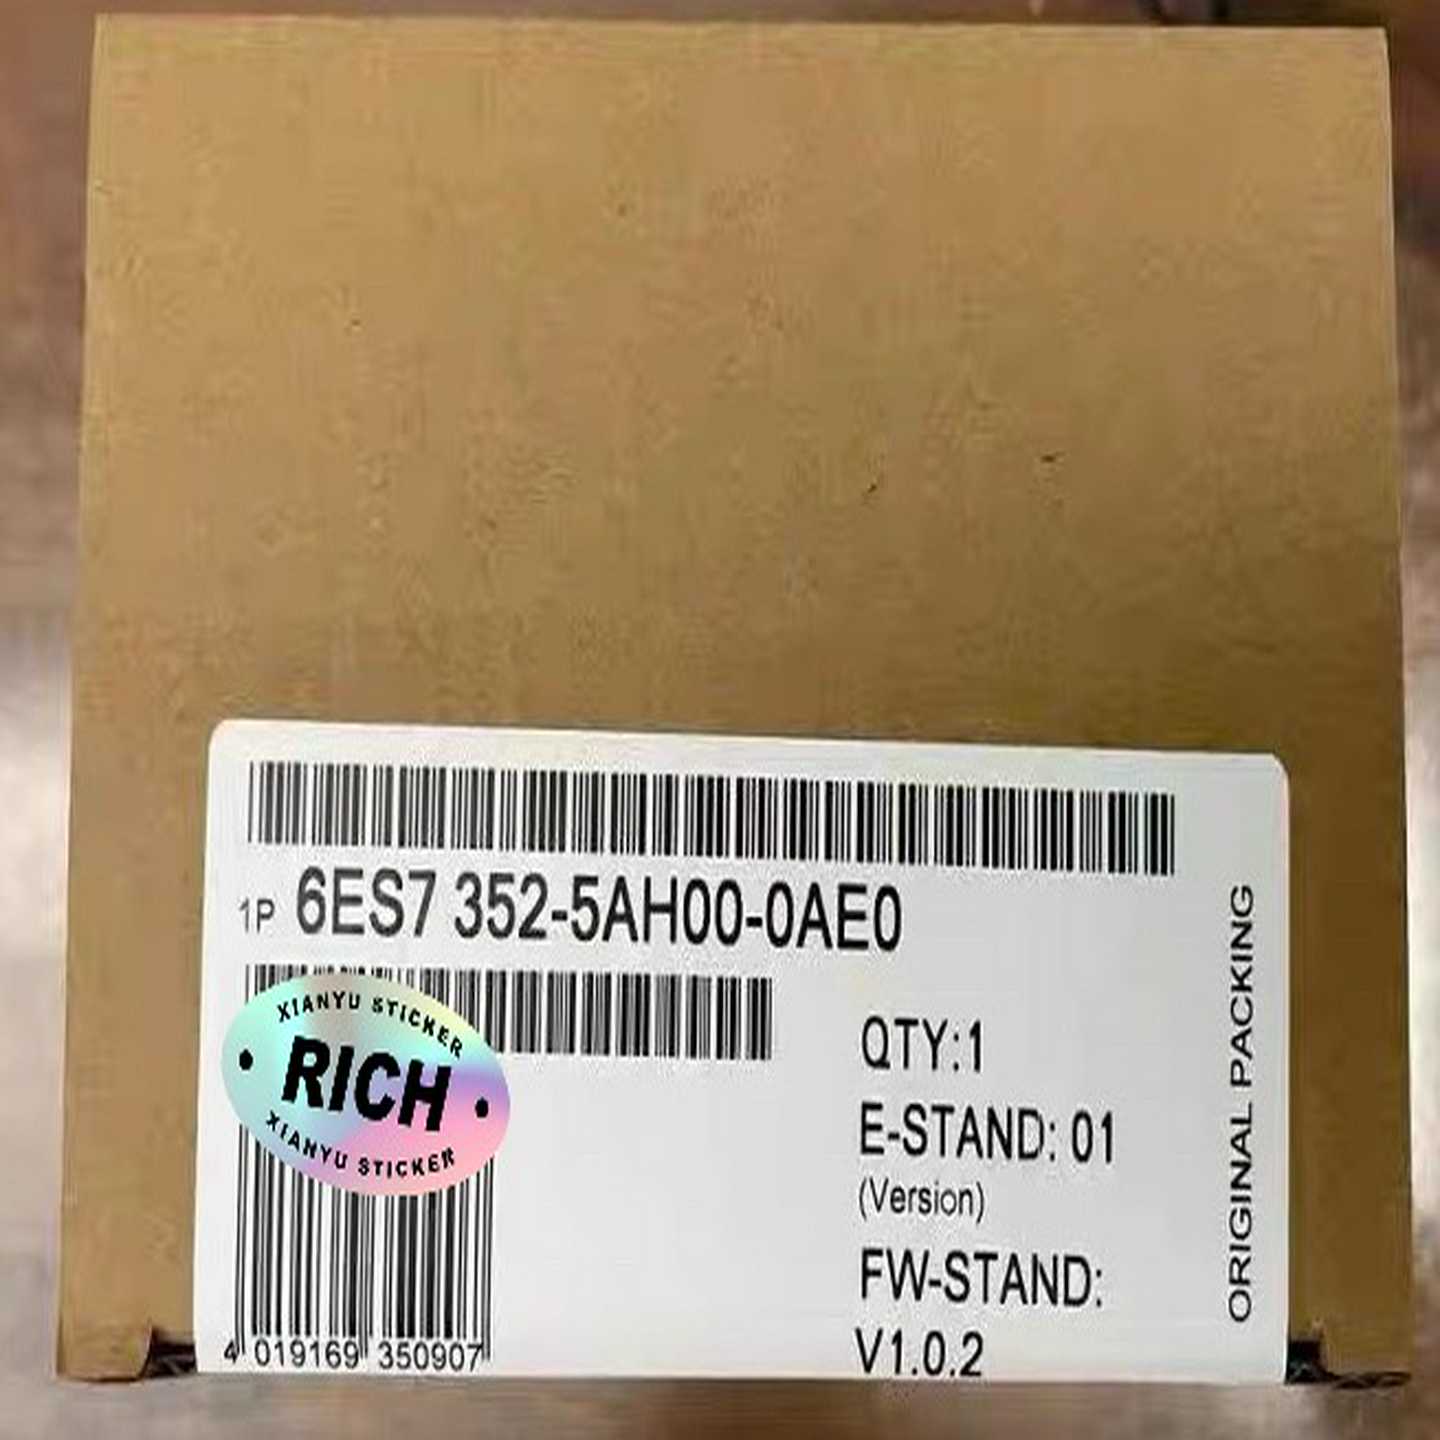 1P 6ES7 352-5AH00-0AE0
XIANYU STICKER
RICH
XIANYU STICKER
QTY:1
E-STAND: 01
(Version)
FW-STAND:
V1.0.2
4 019169 350907
ORIGINAL PACKING